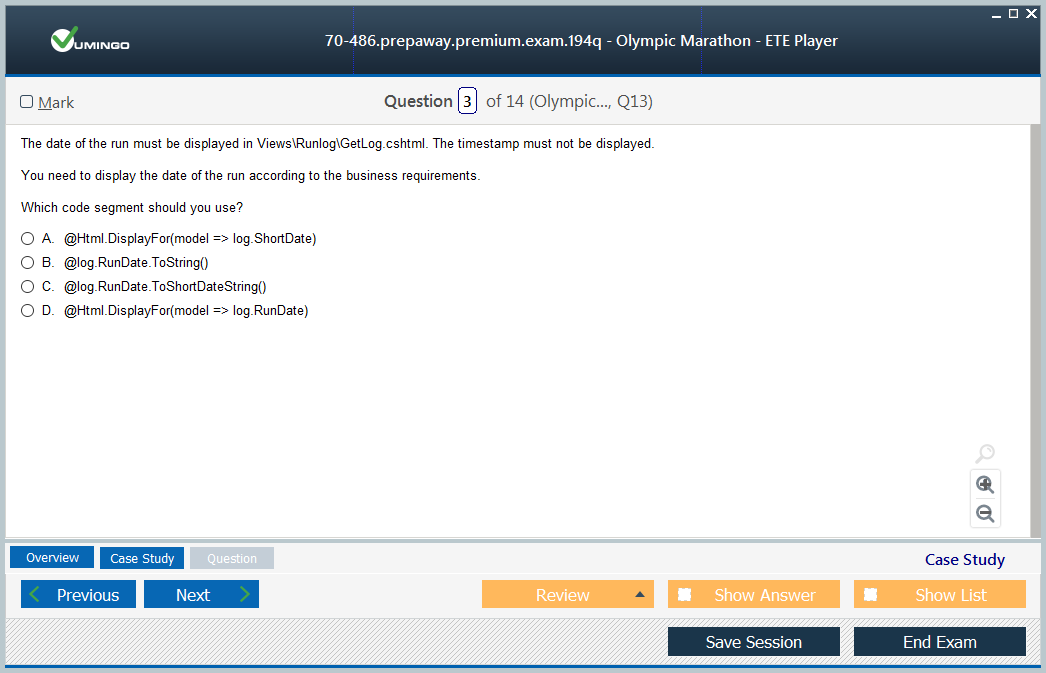 VUMINGO
70-486.prepaway.premium.exam.194q - Olympic Marathon - ETE Player
Mark
Question 3 of 14 (Olympic..., Q13)
The date of the run must be displayed in Views\Runlog\GetLog.cshtml. The timestamp must not be displayed.
You need to display the date of the run according to the business requirements.
Which code segment should you use?
A. @Html.DisplayFor(model => log.ShortDate)
B. @log.RunDate.ToString()
C. @log.RunDate.ToShortDateString()
D. @Html.DisplayFor(model => log.RunDate)
Overview Case Study Question Case Study
Previous Next Review Show Answer Show List
Save Session End Exam